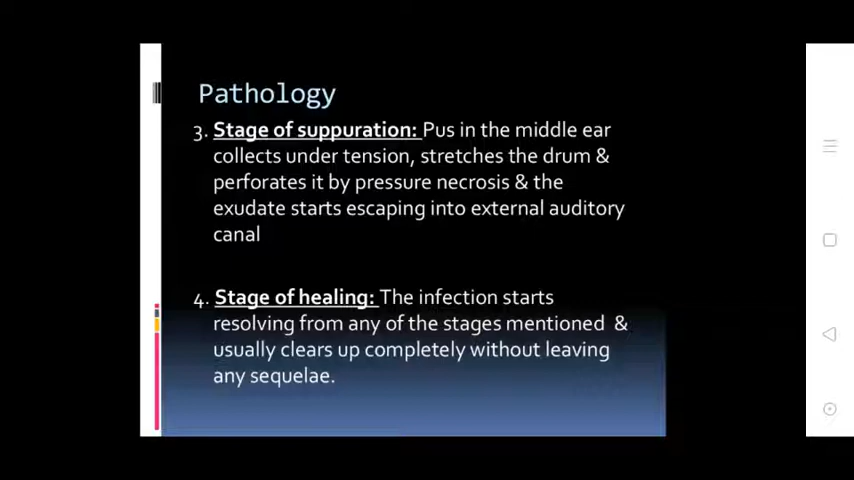 Pathology
3. Stage of suppuration: Pus in the middle ear
collects under tension, stretches the drum &
perforates it by pressure necrosis & the
exudate starts escaping into external auditory
canal
4. Stage of healing: The infection starts
resolving from any of the stages mentioned &
usually clears up completely without leaving
any sequelae.